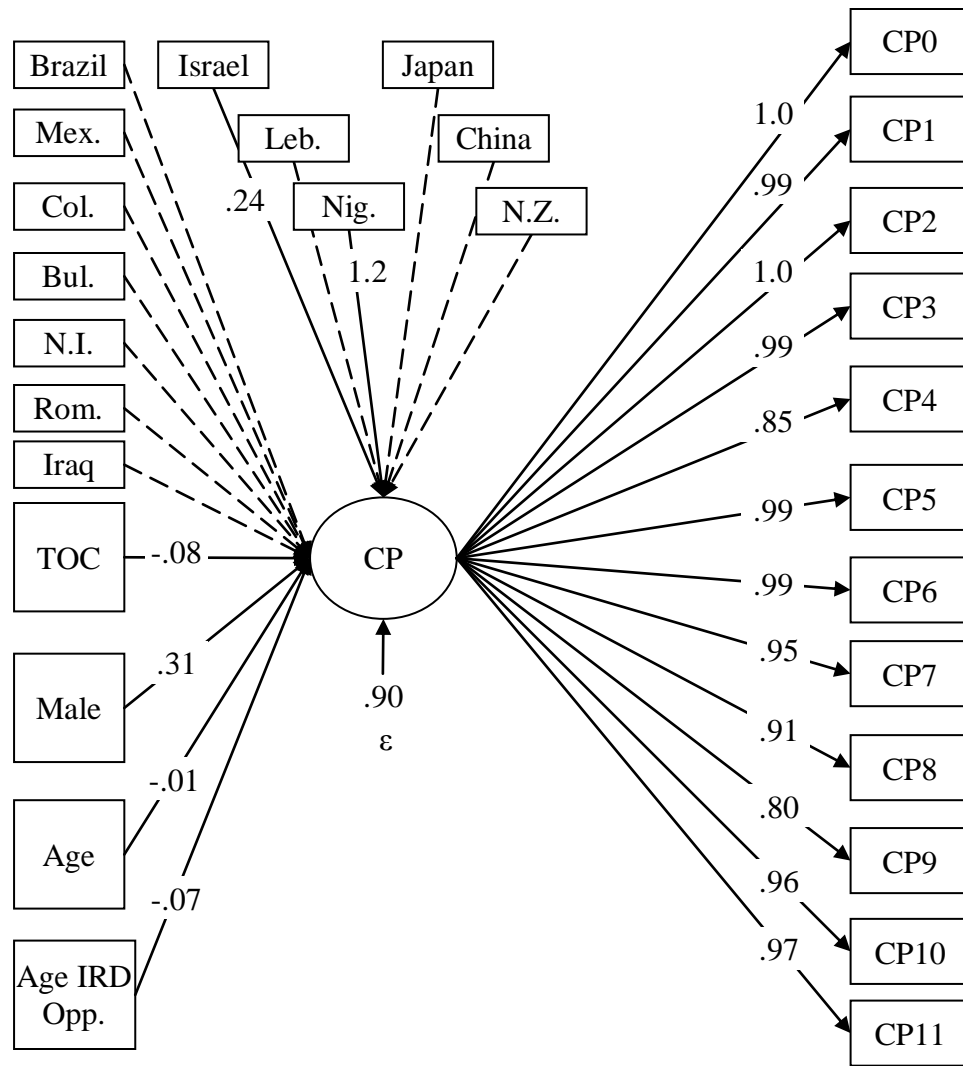 Brazil
Mex.
Col.
Bul.
N.I.
Rom.
Iraq
TOC
Male
Age
Age IRD
Opp.
Israel
Leb.
Nig.
Japan
China
N.Z.
.24
1.2
-.08
.31
-.01
-.07
CP
.90
ε
1.0
.99
1.0
.99
.85
.99
.99
.95
.91
.80
.96
.97
CP0
CP1
CP2
CP3
CP4
CP5
CP6
CP7
CP8
CP9
CP10
CP11